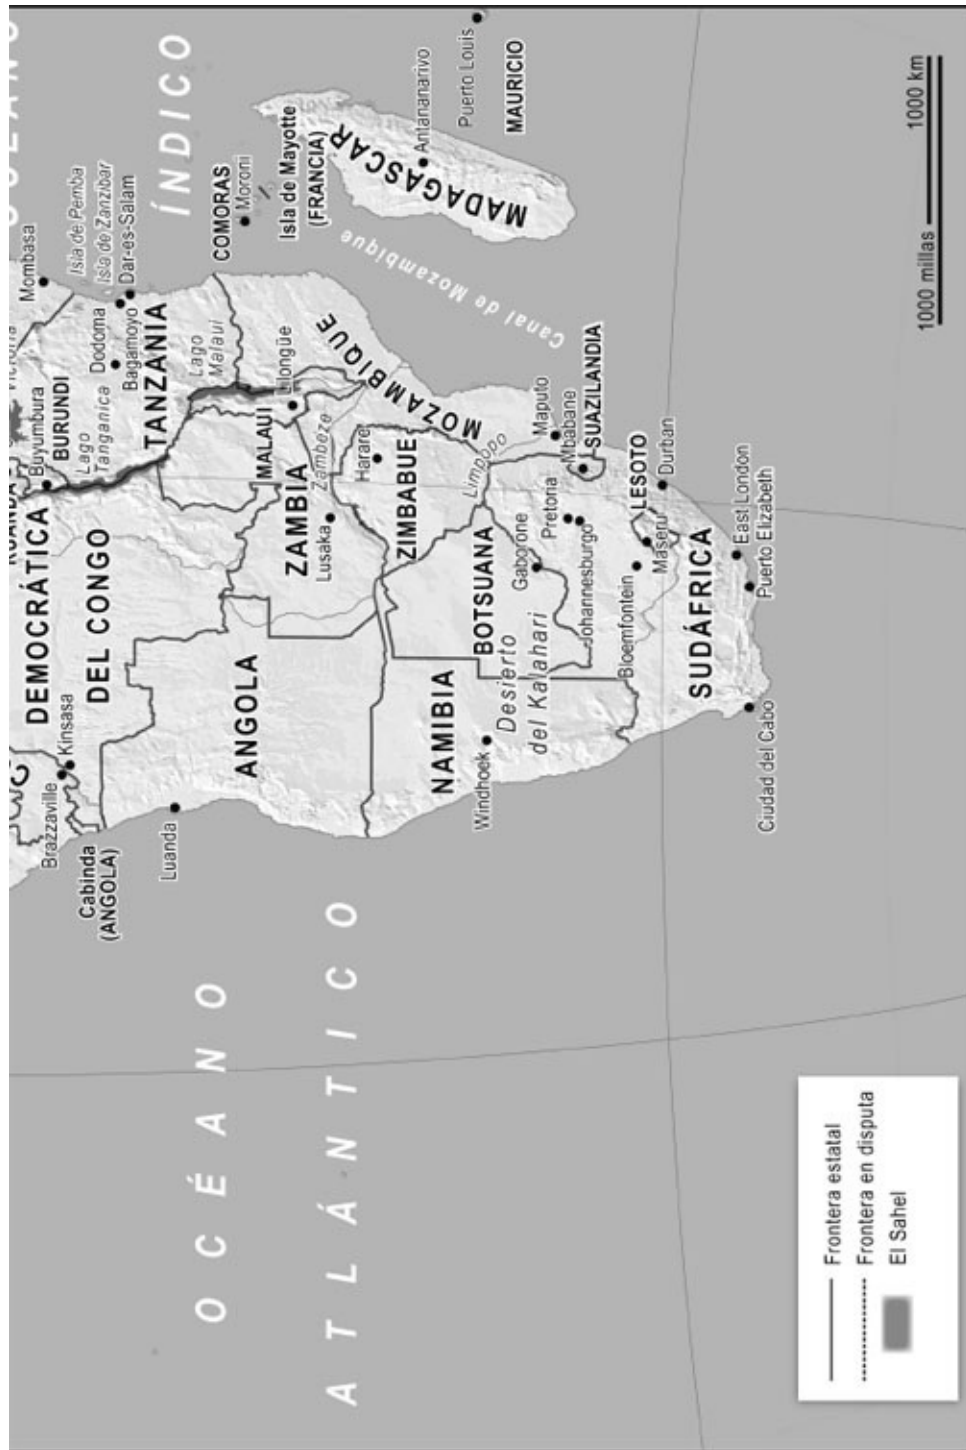 ÍNDICO
Mombasa
Isla de Pemba
Isla de Zanzíbar
Dar-es-Salam
Dodoma
Bagamoyo
TANZANIA
Buyumbura
BURUNDI
Lago
Tanganica
DEMOCRÁTICA
DEL CONGO
Kinsasa
Brazzaville
Cabinda
(ANGOLA)
Luanda
ANGOLA
Lago
Malaui
COMORAS
Moroni
Isla de Mayotte
(FRANCIA)
MADAGASCAR
Antananarivo
Puerto Louis
MAURICIO
Canal de Mozambique
MOZAMBIQUE
Lilongüe
MALAUI
ZAMBIA
Zambeze
Lusaka
Harare
ZIMBABUE
Limpopo
NAMIBIA
Windhoek
BOTSUANA
Desierto
del Kalahari
Gaborone
Pretoria
Johannesburgo
Maputo
Mbabane
SUAZILANDIA
LESOTO
Maseru
Bloemfontein
Durban
SUDÁFRICA
East London
Puerto Elizabeth
Ciudad del Cabo
OCÉANO
ATLÁNTICO
1000 km
1000 millas
Frontera estatal
Frontera en disputa
El Sahel